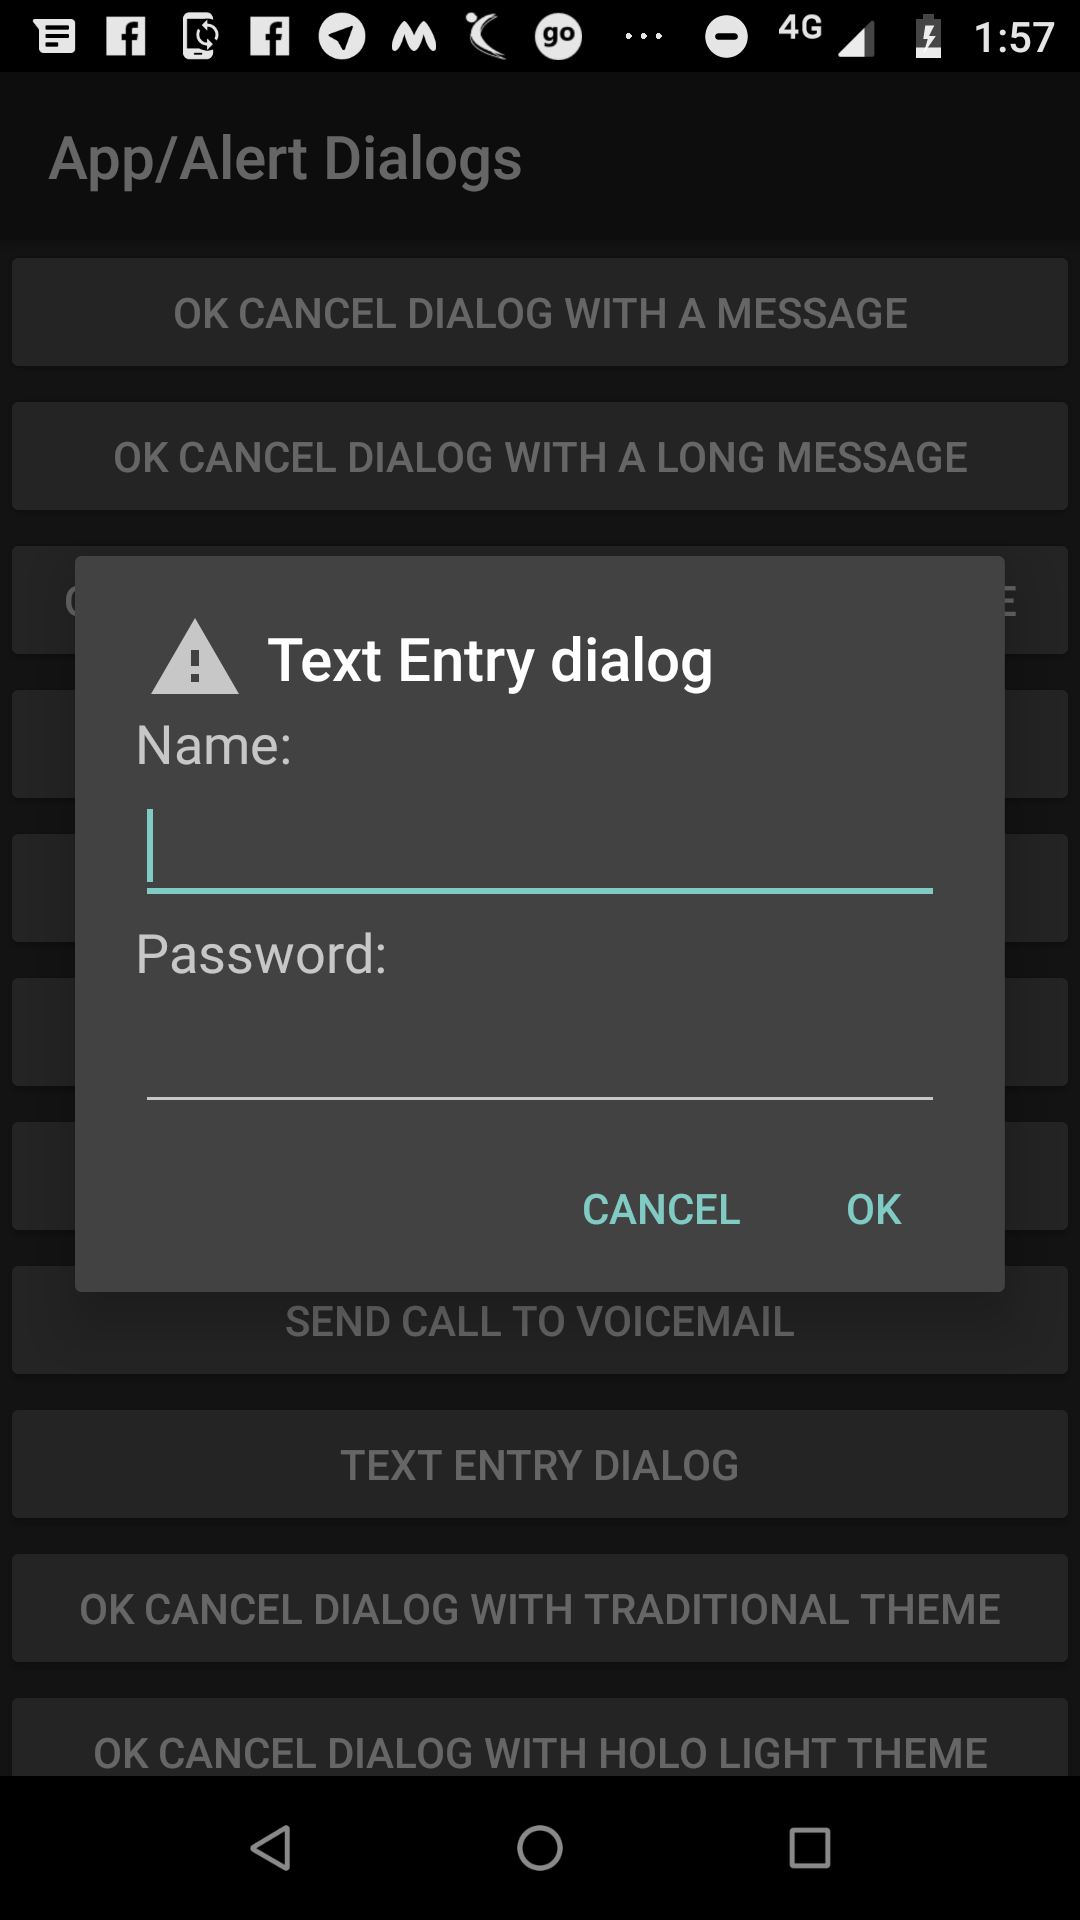 go ... 4G 1:57
App/Alert Dialogs
OK CANCEL DIALOG WITH A MESSAGE
OK CANCEL DIALOG WITH A LONG MESSAGE
Text Entry dialog
Name:
Password:
CANCEL OK
SEND CALL TO VOICEMAIL
TEXT ENTRY DIALOG
OK CANCEL DIALOG WITH TRADITIONAL THEME
OK CANCEL DIALOG WITH HOLO LIGHT THEME